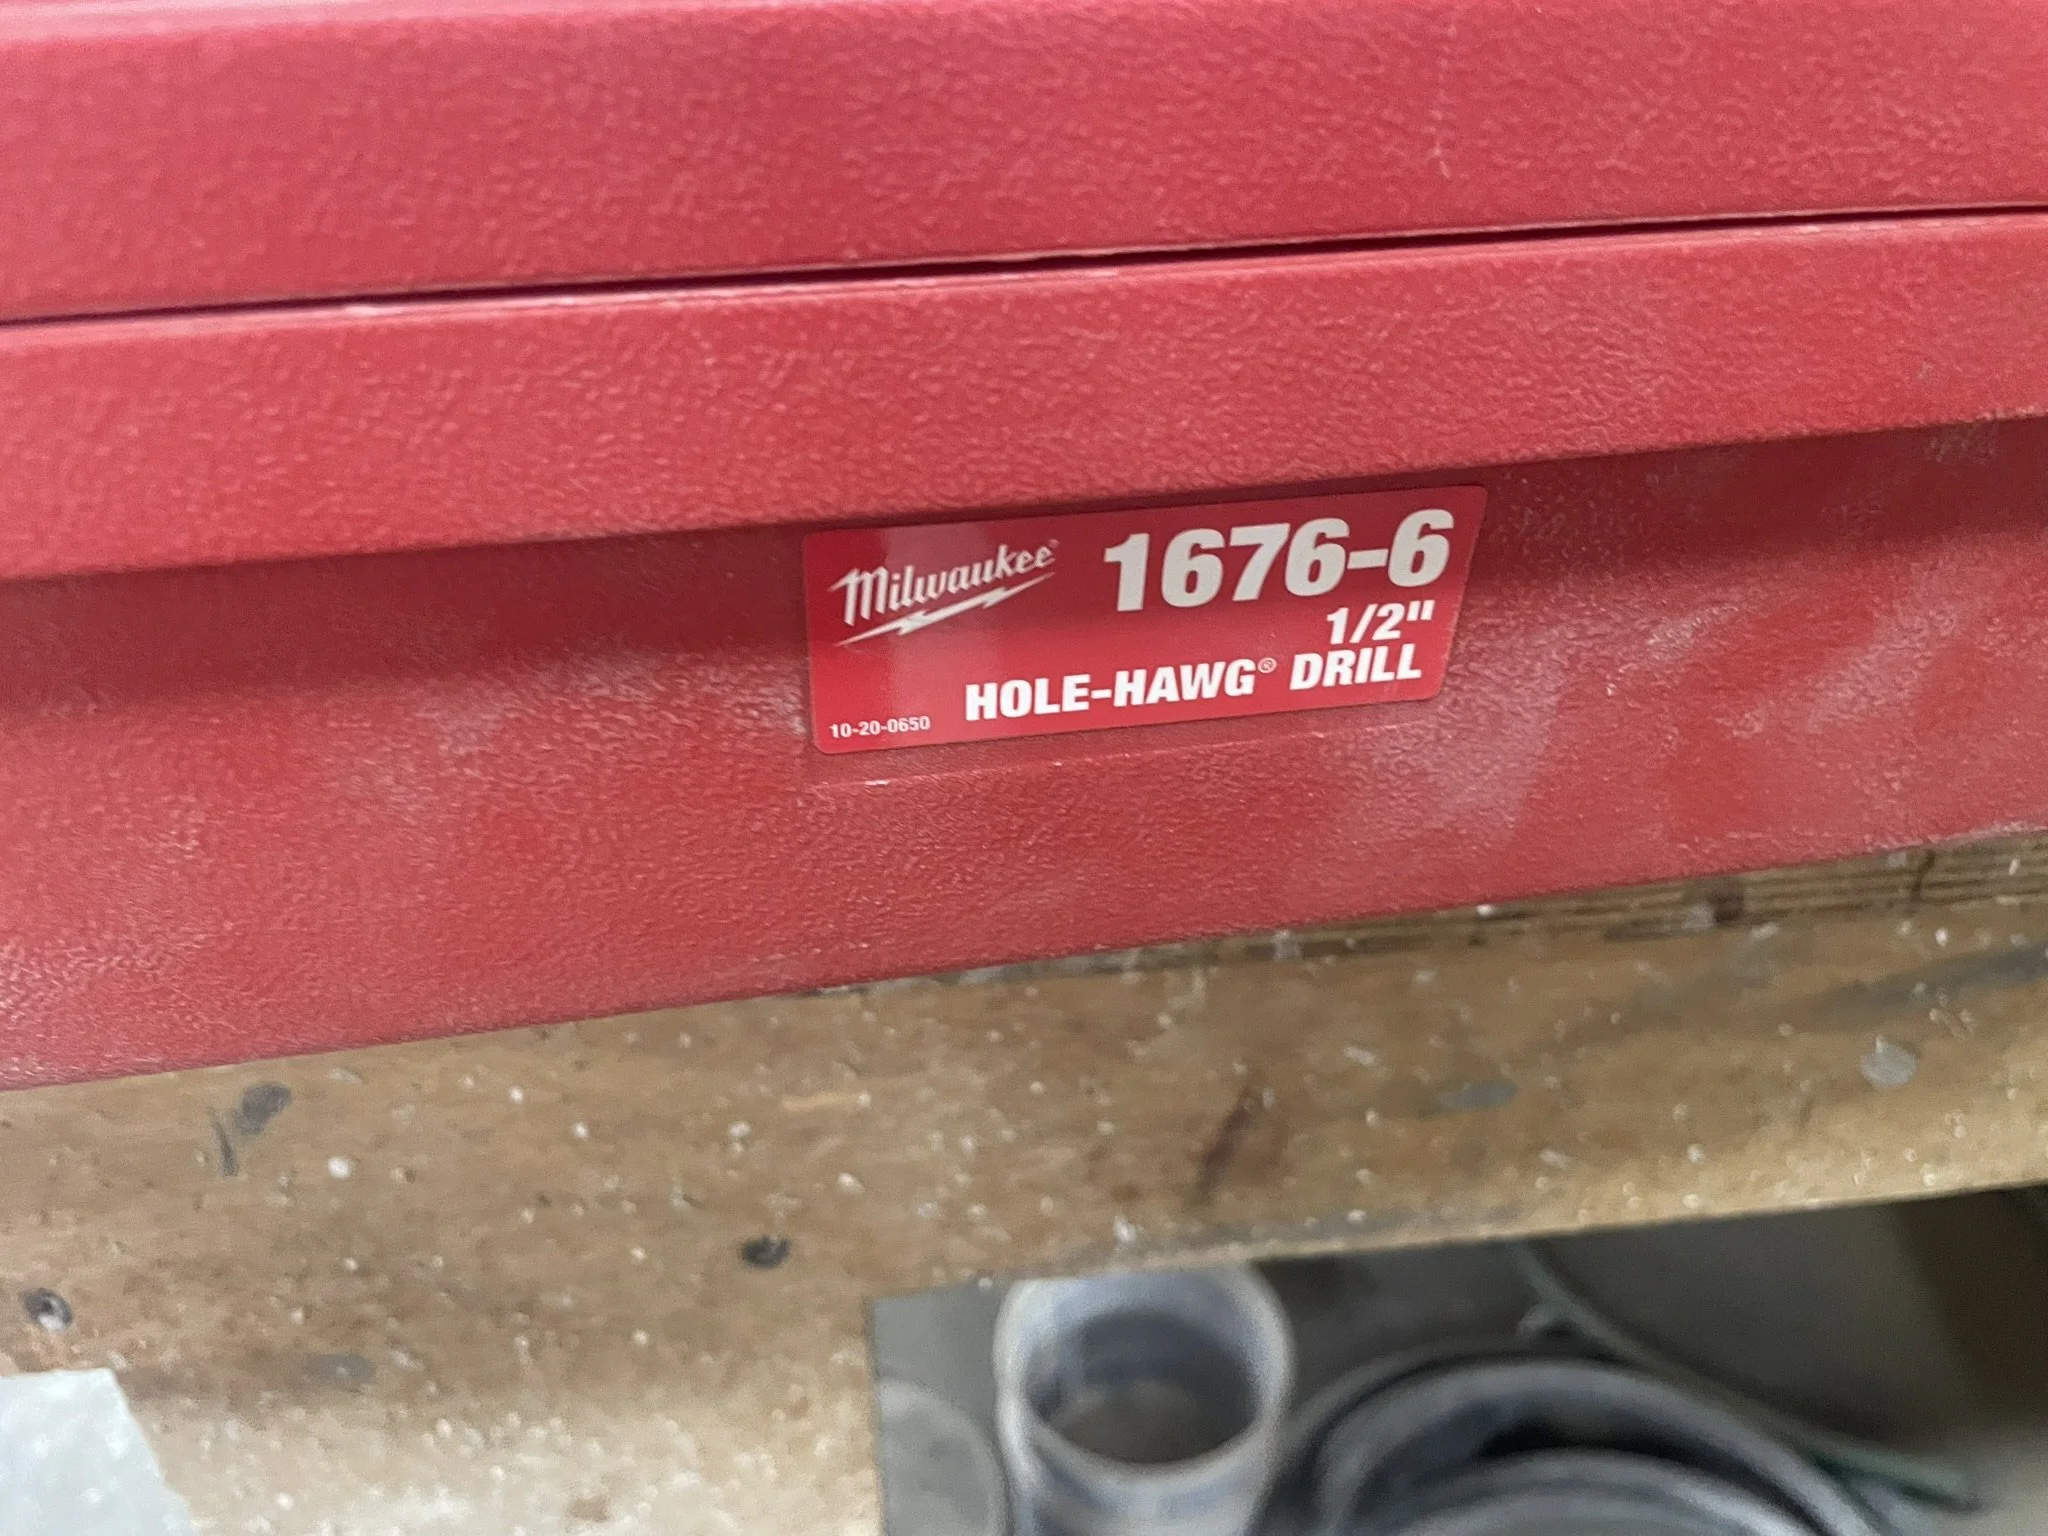 Milwaukee®
1676-6
1/2"
HOLE-HAWG® DRILL
10-20-0650